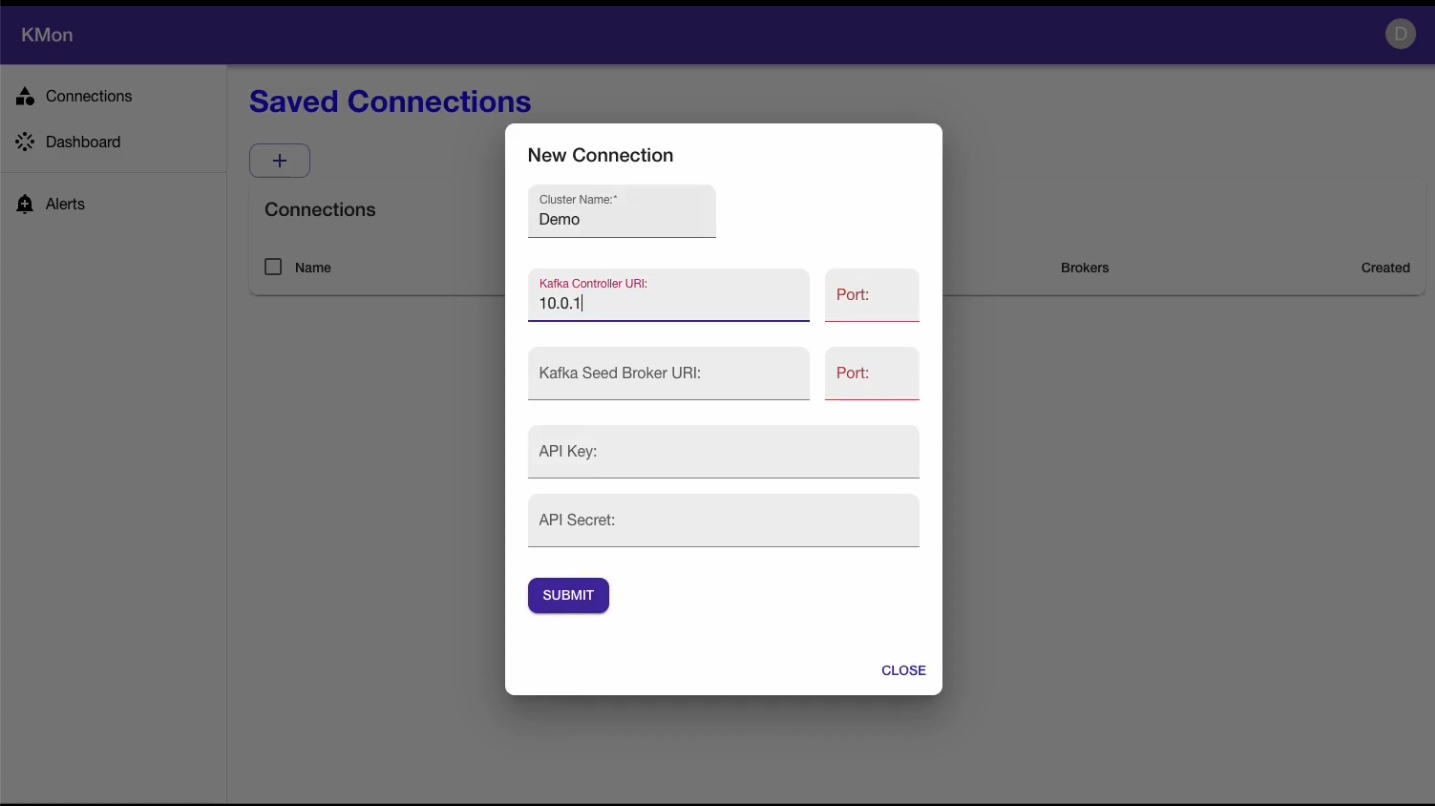 KMon
D
Connections
Dashboard
Alerts
Saved Connections
+
Connections
Name
Brokers
Created
New Connection
Cluster Name:*
Demo
Kafka Controller URI:
10.0.1
Port:
Kafka Seed Broker URI:
Port:
API Key:
API Secret:
SUBMIT
CLOSE